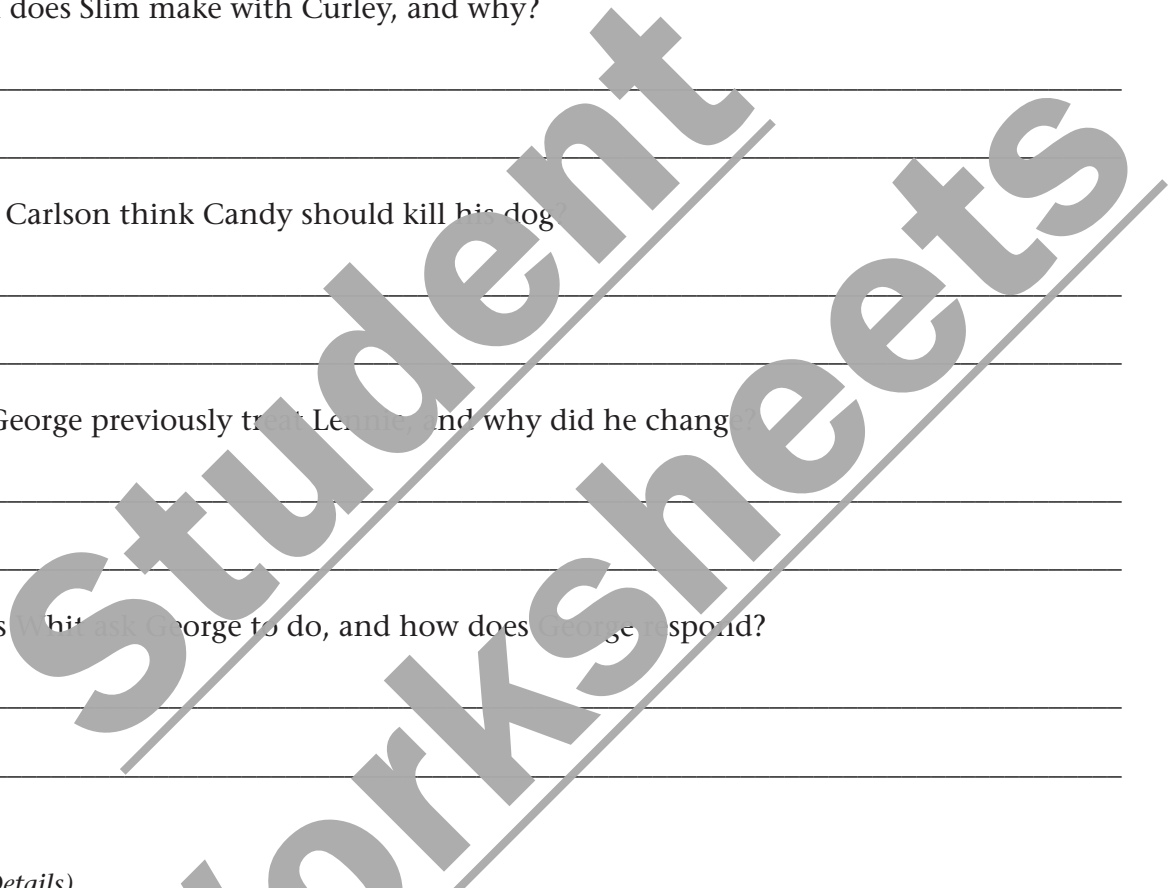 does Slim make with Curley, and why?
Carlson think Candy should kill his dog?
George previously treat Lennie, and why did he change?
s Whit ask George to do, and how does George respond?
Details)
Student
Worksheets